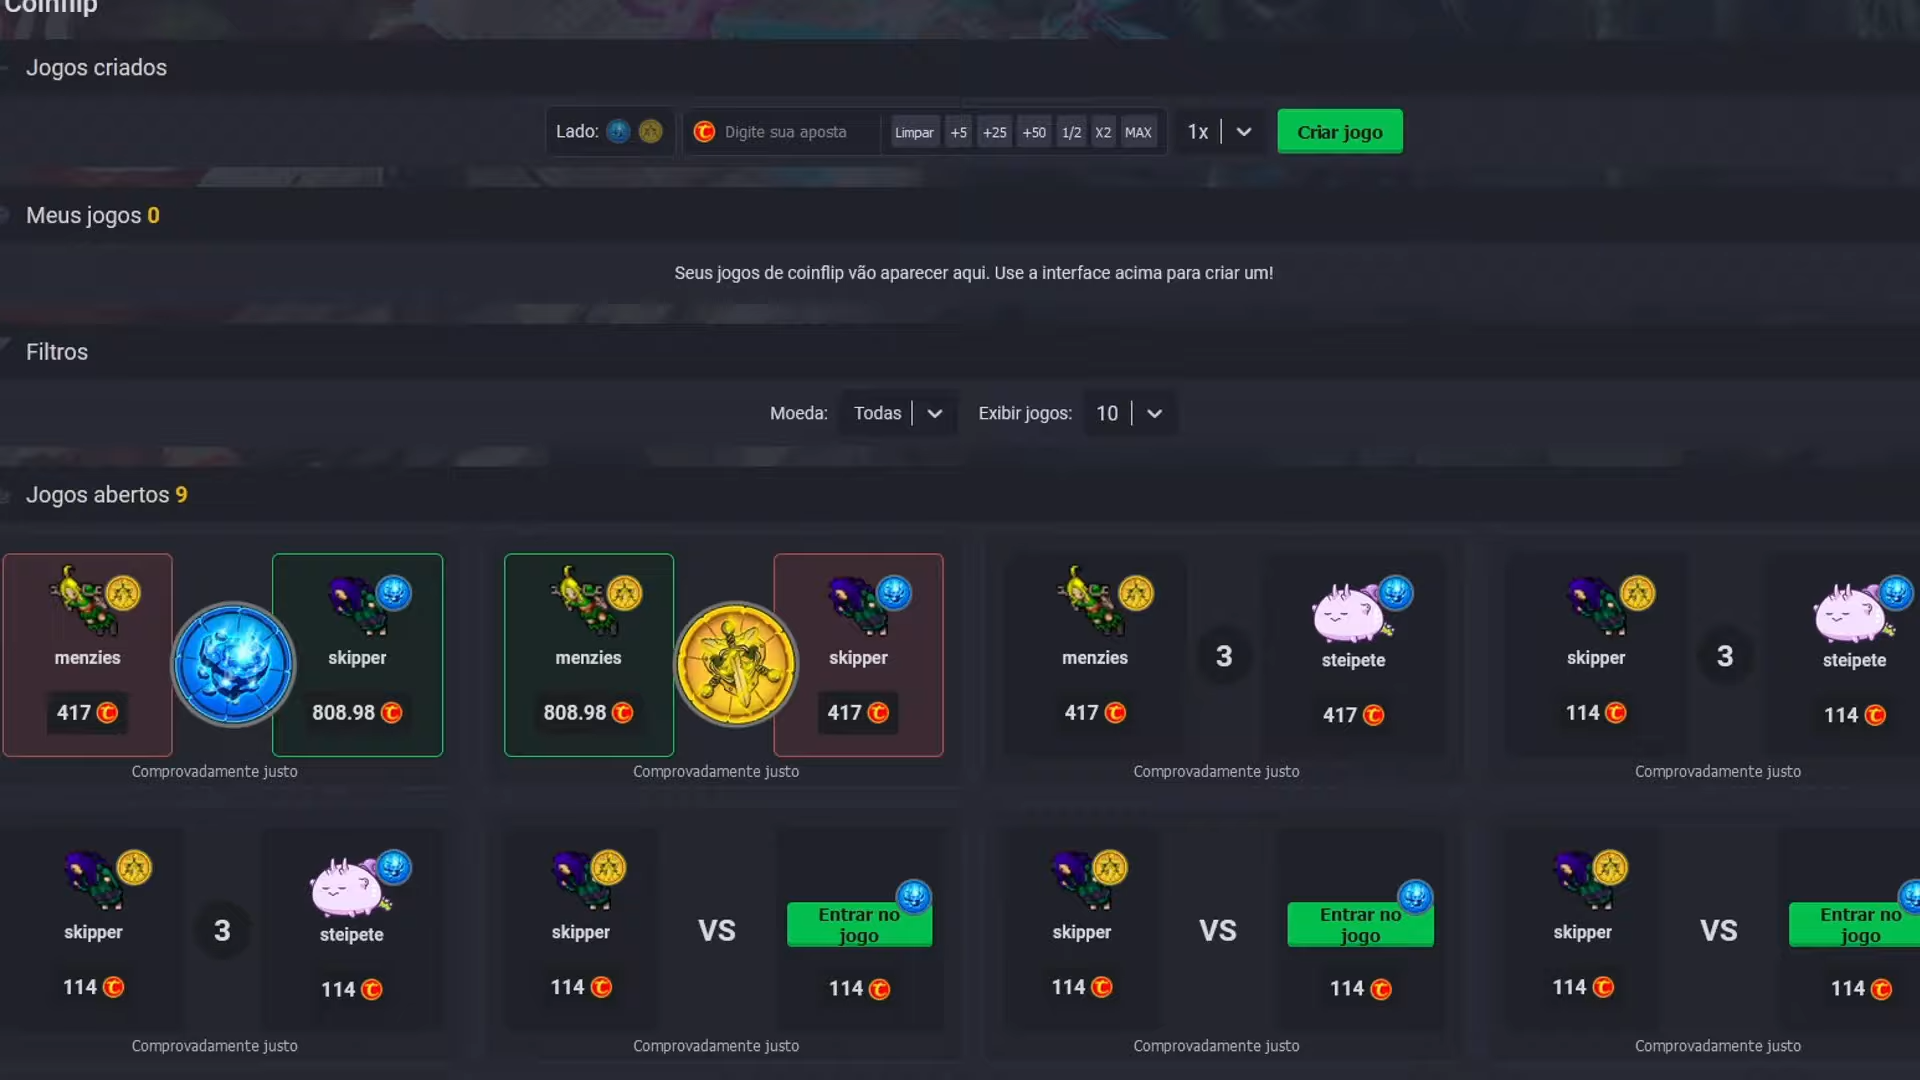 Coinflip
Jogos criados
Lado: Digite sua aposta Limpar +5 +25 +50 1/2 X2 MAX 1x Criar jogo
Meus jogos 0
Seus jogos de coinflip vão aparecer aqui. Use a interface acima para criar um!
Filtros
Moeda: Todas Exibir jogos: 10
Jogos abertos 9
menzies skipper menzies skipper menzies 3 steipete skipper 3 steipete
417 808.98 808.98 417 417 417 114 114
Comprovadamente justo Comprovadamente justo Comprovadamente justo Comprovadamente justo
skipper 3 steipete skipper VS Entrar no jogo skipper VS Entrar no jogo skipper VS Entrar no jogo
114 114 114 114 114 114 114 114
Comprovadamente justo Comprovadamente justo Comprovadamente justo Comprovadamente justo